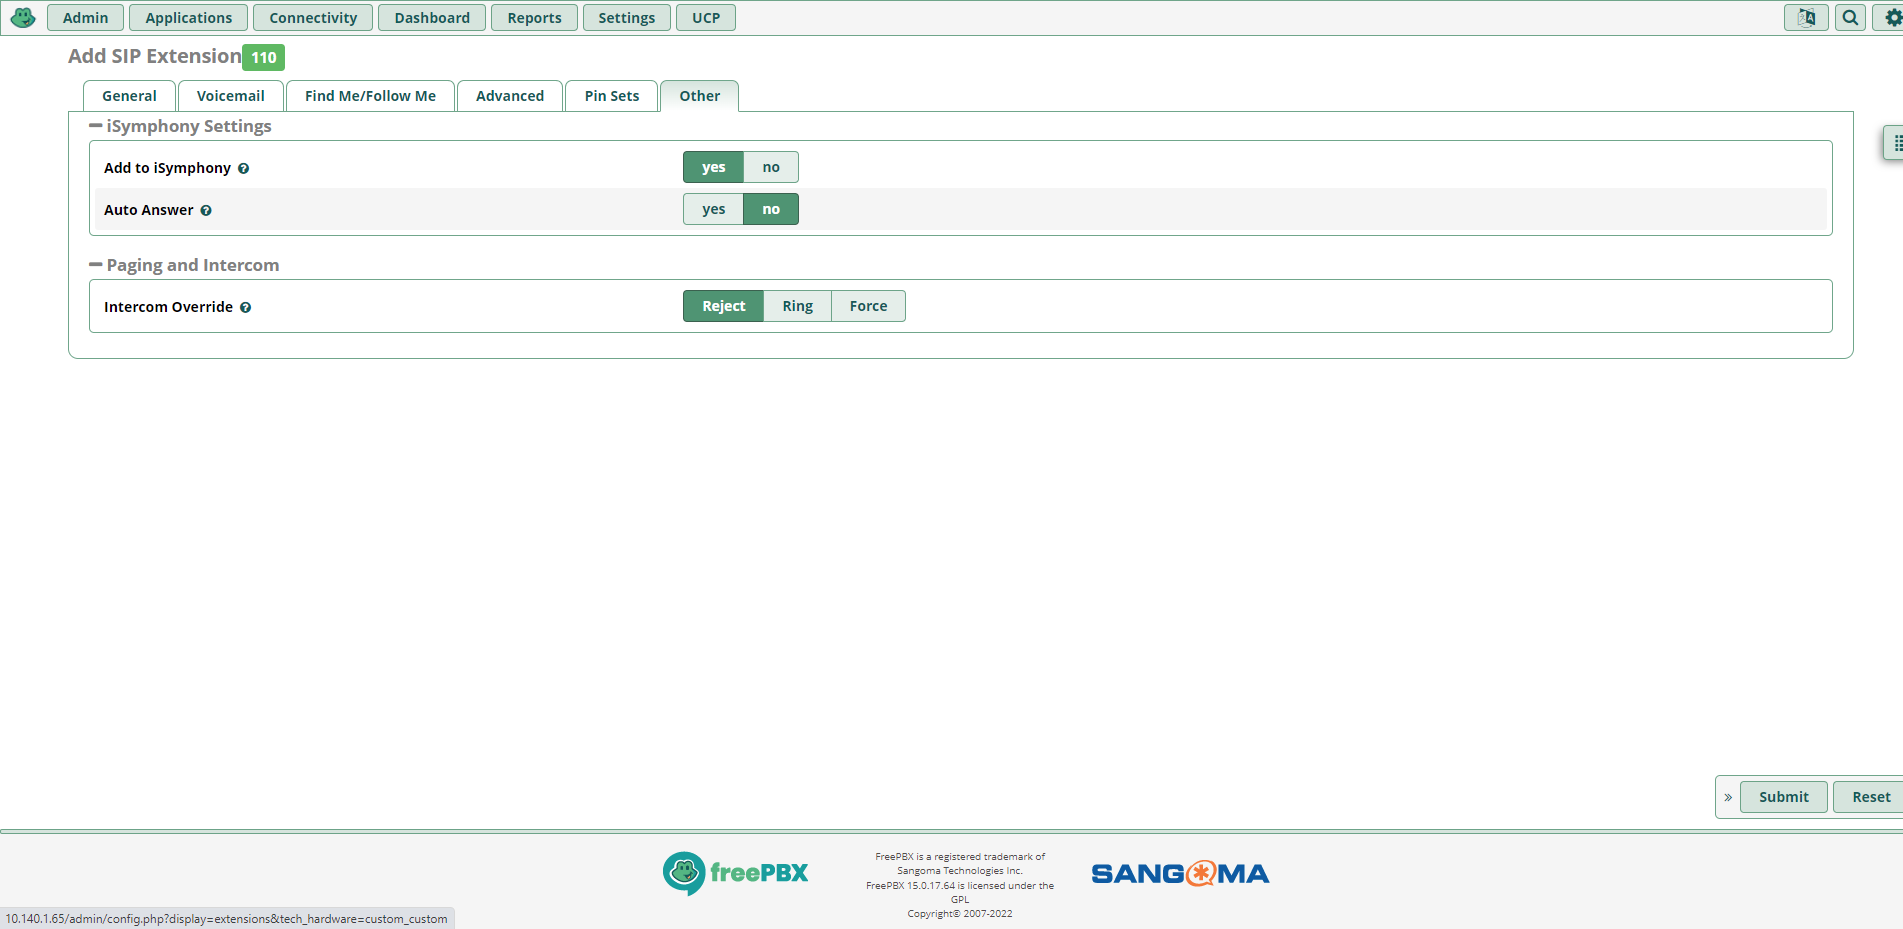 Admin Applications Connectivity Dashboard Reports Settings UCP
Add SIP Extension 110
General Voicemail Find Me/Follow Me Advanced Pin Sets Other
iSymphony Settings
Add to iSymphony yes no
Auto Answer yes no
Paging and Intercom
Intercom Override Reject Ring Force
» Submit Reset
freePBX
FreePBX is a registered trademark of
Sangoma Technologies Inc.
FreePBX 15.0.17.64 is licensed under the
GPL
Copyright© 2007-2022
SANGOMA
10.140.1.65/admin/config.php?display=extensions&tech_hardware=custom_custom